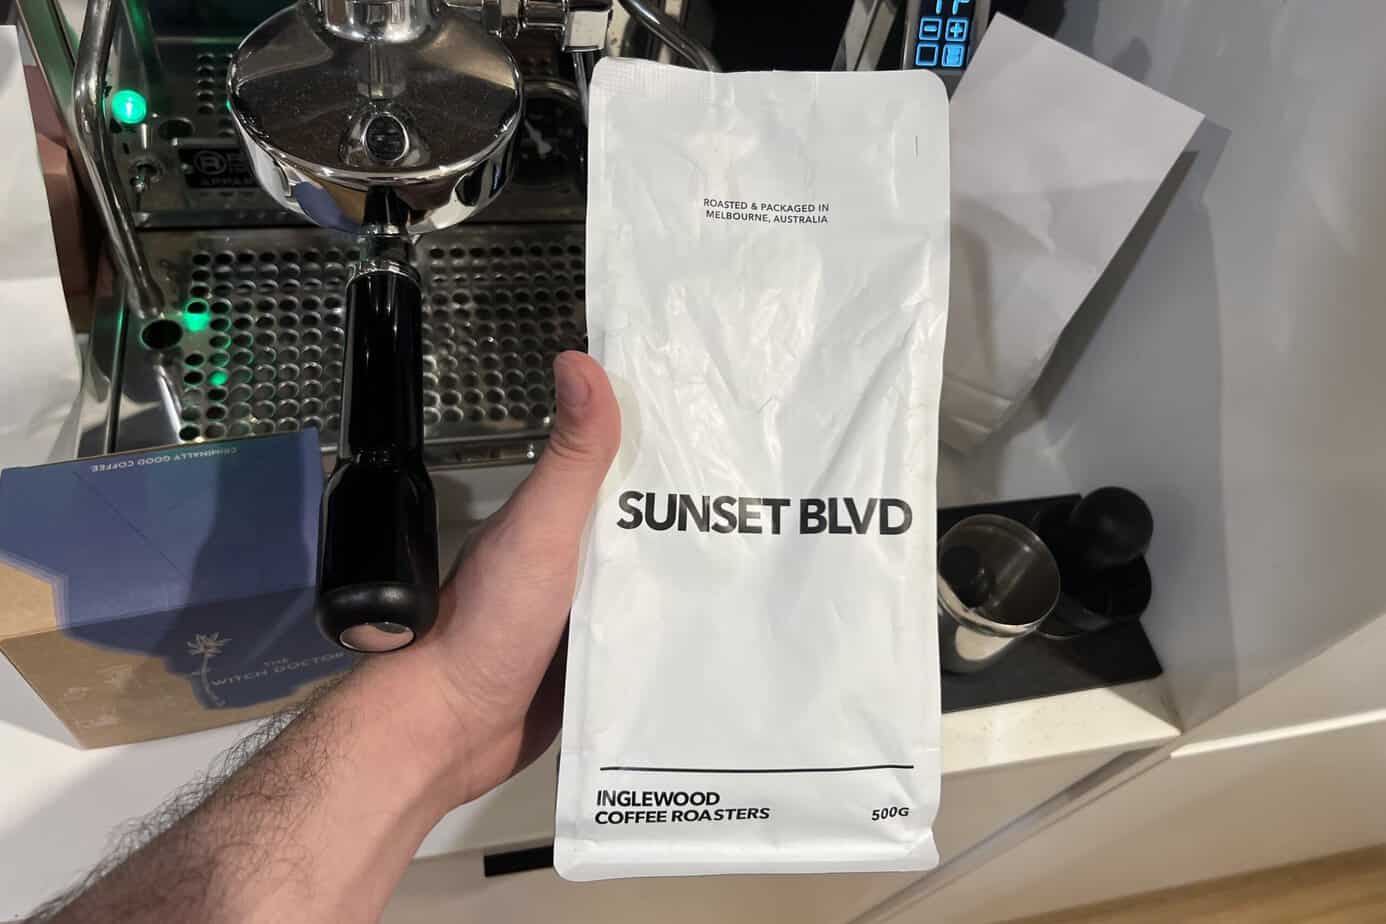 ROASTED & PACKAGED IN
MELBOURNE, AUSTRALIA
SUNSET BLVD
INGLEWOOD
COFFEE ROASTERS
500G
CRIMINALLY GOOD COFFEE
THE
WITCH DOCTOR